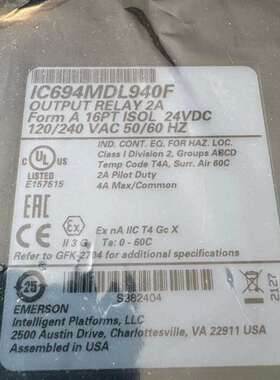 IC694MDL940F
OUTPUT RELAY 2A
Form A 16PT ISOL 24VDC
120/240 VAC 50/60 HZ
IND. CONT. EQ. FOR HAZ. LOC.
Class I Division 2, Groups ABCD
Temp Code T4A, Surr. Air 60C
2A Pilot Duty
4A Max/Common
c UL us
LISTED
E157515
EAC
CE
Ex
II 3 G
Ex nA IIC T4 Gc X
Ta: 0 - 60C
Refer to GFK-2704 for additional specifications
25
S382404
2127
EMERSON
Intelligent Platforms, LLC
2500 Austin Drive, Charlottesville, VA 22911 USA
Assembled in USA